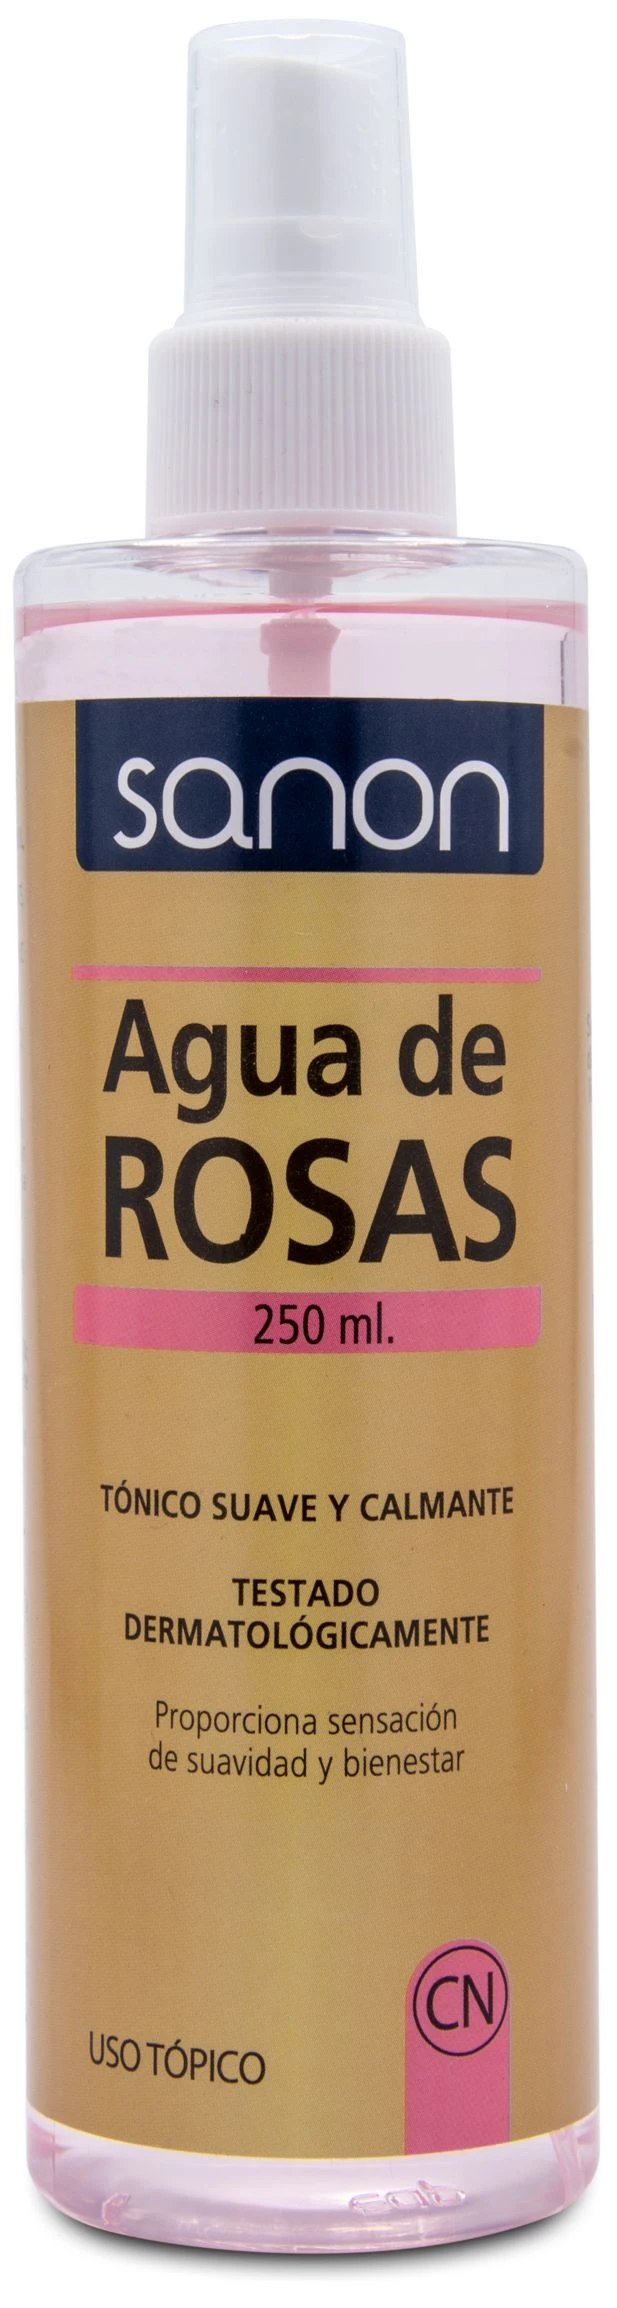 sanon
Agua de
ROSAS
250 ml.
TÓNICO SUAVE Y CALMANTE
TESTADO
DERMATOLÓGICAMENTE
Proporciona sensación
de suavidad y bienestar
CN
USO TÓPICO